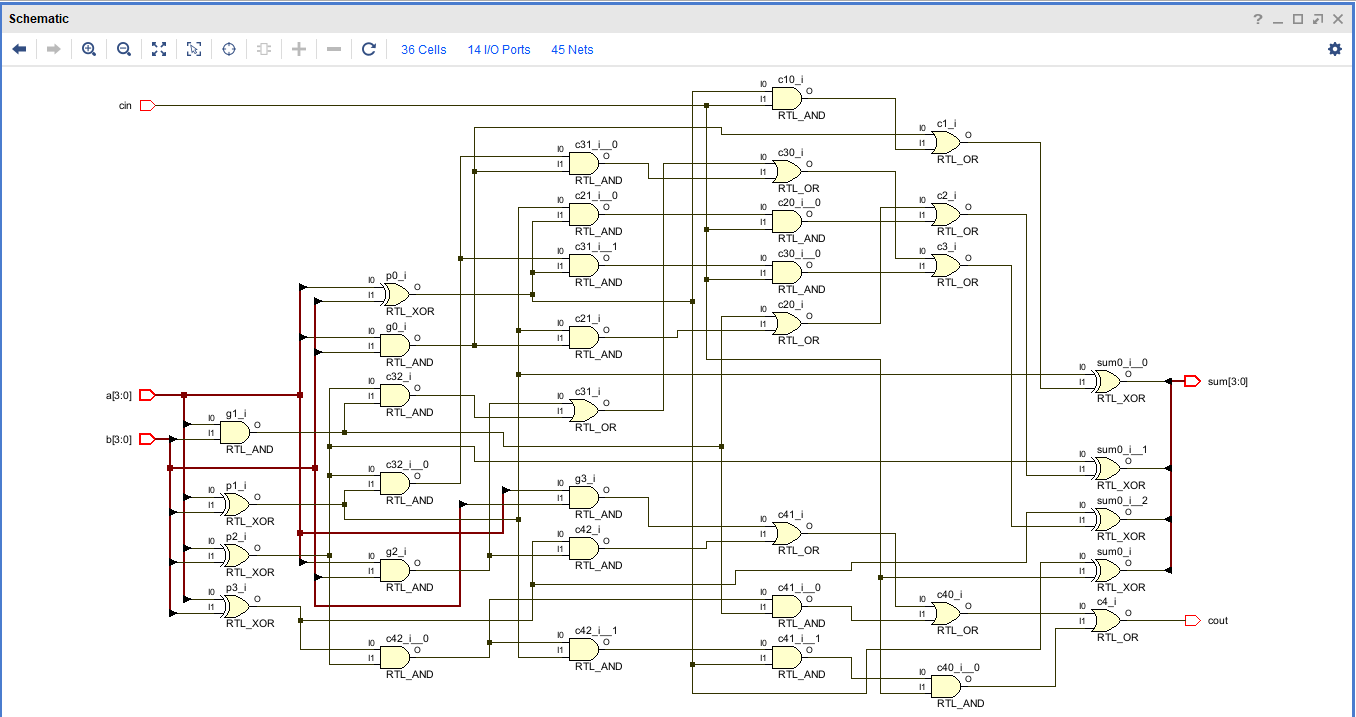 Schematic
36 Cells 14 I/O Ports 45 Nets
cin
a[3:0]
b[3:0]
g1_i
I0
I1
O
RTL_AND
p1_i
I0
I1
O
RTL_XOR
p2_i
I0
I1
O
RTL_XOR
p3_i
I0
I1
O
RTL_XOR
p0_i
I0
I1
O
RTL_XOR
g0_i
I0
I1
O
RTL_AND
c32_i
I0
I1
O
RTL_AND
c32_i__0
I0
I1
O
RTL_AND
g2_i
I0
I1
O
RTL_AND
c42_i__0
I0
I1
O
RTL_AND
c31_i__0
I0
I1
O
RTL_AND
c21_i__0
I0
I1
O
RTL_AND
c31_i__1
I0
I1
O
RTL_AND
c21_i
I0
I1
O
RTL_AND
c31_i
I0
I1
O
RTL_OR
g3_i
I0
I1
O
RTL_AND
c42_i
I0
I1
O
RTL_AND
c42_i__1
I0
I1
O
RTL_AND
c10_i
I0
I1
O
RTL_AND
c30_i
I0
I1
O
RTL_OR
c20_i__0
I0
I1
O
RTL_AND
c30_i__0
I0
I1
O
RTL_AND
c20_i
I0
I1
O
RTL_OR
c41_i
I0
I1
O
RTL_OR
c41_i__0
I0
I1
O
RTL_AND
c41_i__1
I0
I1
O
RTL_AND
c1_i
I0
I1
O
RTL_OR
c2_i
I0
I1
O
RTL_OR
c3_i
I0
I1
O
RTL_OR
c40_i
I0
I1
O
RTL_OR
c40_i__0
I0
I1
O
RTL_AND
sum0_i__0
I0
I1
O
RTL_XOR
sum0_i__1
I0
I1
O
RTL_XOR
sum0_i__2
I0
I1
O
RTL_XOR
sum0_i
I0
I1
O
RTL_XOR
c4_i
I0
I1
O
RTL_OR
sum[3:0]
cout